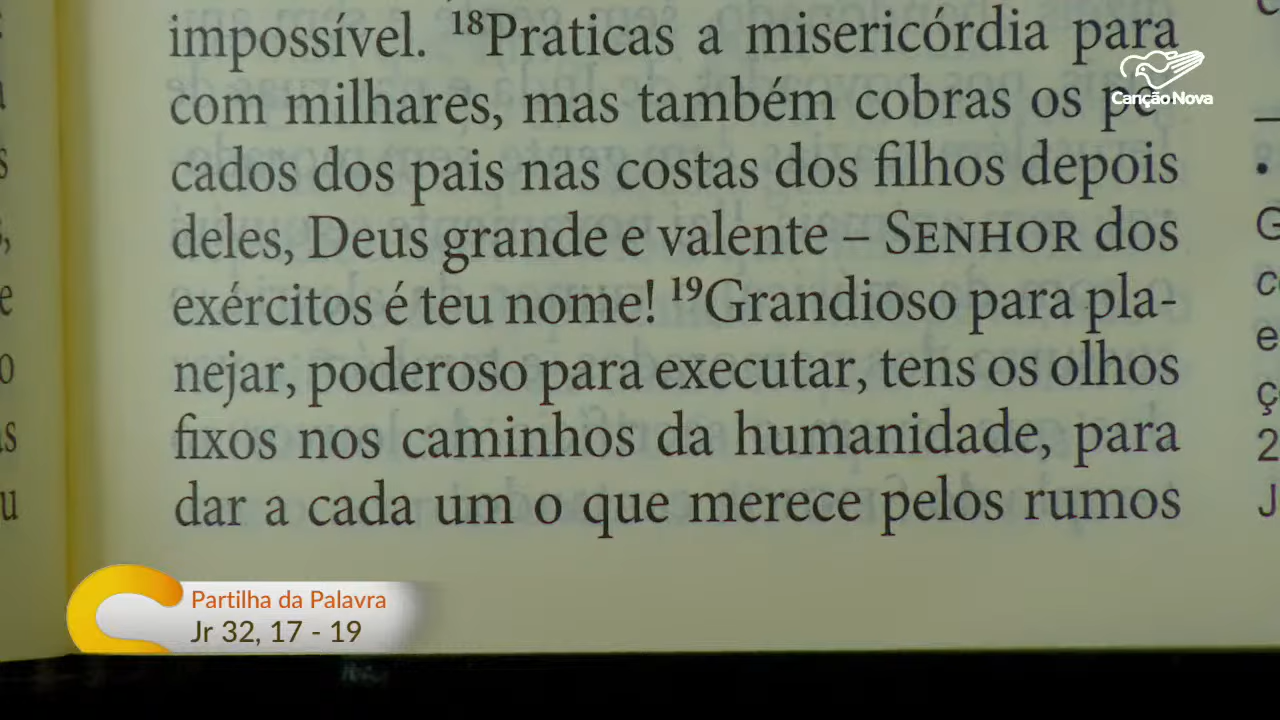 impossível. ¹⁸Praticas a misericórdia para
com milhares, mas também cobras os pe-
cados dos pais nas costas dos filhos depois
deles, Deus grande e valente – SENHOR dos
exércitos é teu nome! ¹⁹Grandioso para pla-
nejar, poderoso para executar, tens os olhos
fixos nos caminhos da humanidade, para
dar a cada um o que merece pelos rumos
Canção Nova
Partilha da Palavra
Jr 32, 17 - 19